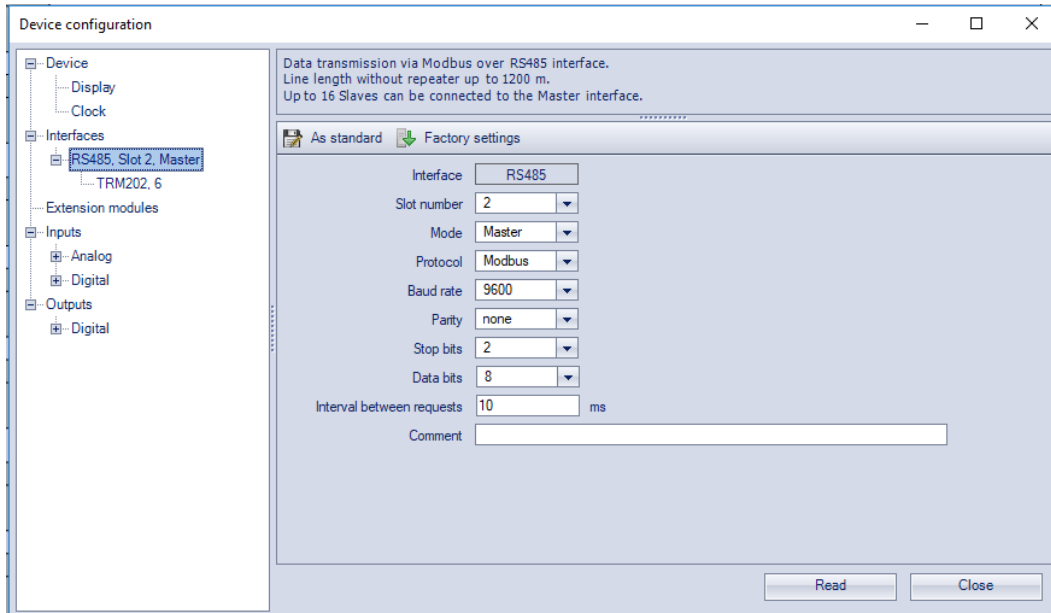 Device configuration
Device
Display
Clock
Interfaces
RS485, Slot 2, Master
TRM202, 6
Extension modules
Inputs
Analog
Digital
Outputs
Digital
Data transmission via Modbus over RS485 interface.
Line length without repeater up to 1200 m.
Up to 16 Slaves can be connected to the Master interface.
As standard Factory settings
Interface RS485
Slot number 2
Mode Master
Protocol Modbus
Baud rate 9600
Parity none
Stop bits 2
Data bits 8
Interval between requests 10 ms
Comment
Read Close